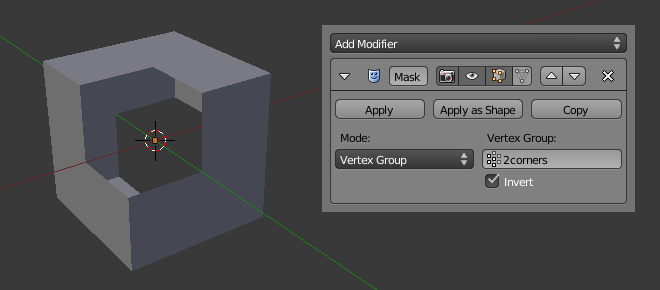 Add Modifier
Mask
Apply Apply as Shape Copy
Mode: Vertex Group:
Vertex Group 2corners
Invert